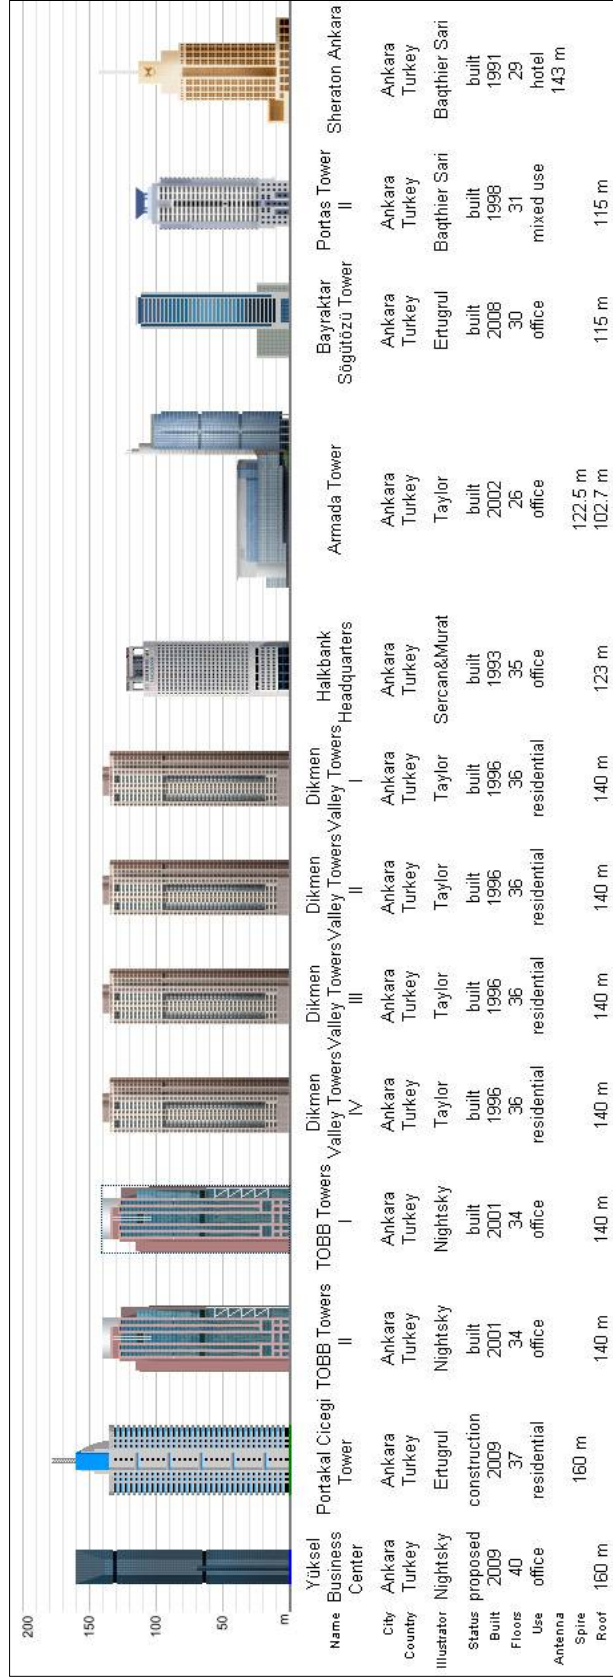 200
150
100
50
m
Name
Yüksel
Business
Center
Portakal Cicegi
Tower
TOBB Towers
II
TOBB Towers
I
Dikmen
Valley Towers
IV
Dikmen
Valley Towers
III
Dikmen
Valley Towers
II
Dikmen
Valley Towers
I
Halkbank
Headquarters
Armada Tower
Bayraktar
Sögütözü Tower
Portas Tower
II
Sheraton Ankara
City Ankara Ankara Ankara Ankara Ankara Ankara Ankara Ankara Ankara Ankara Ankara Ankara Ankara
Country Turkey Turkey Turkey Turkey Turkey Turkey Turkey Turkey Turkey Turkey Turkey Turkey Turkey
Illustrator Nightsky Ertugrul Nightsky Nightsky Taylor Taylor Taylor Taylor Sercan&Murat Taylor Ertugrul Baqthier Sari Baqthier Sari
Status proposed construction built built built built built built built built built built built
Built 2009 2009 2001 2001 1996 1996 1996 1996 1993 2002 2008 1998 1991
Floors 40 37 34 34 36 36 36 36 35 26 30 31 29
Use office residential office office residential residential residential residential office office office mixed use hotel
Antenna 143 m
Spire 160 m 122.5 m
Roof 160 m 140 m 140 m 140 m 140 m 140 m 140 m 123 m 102.7 m 115 m 115 m